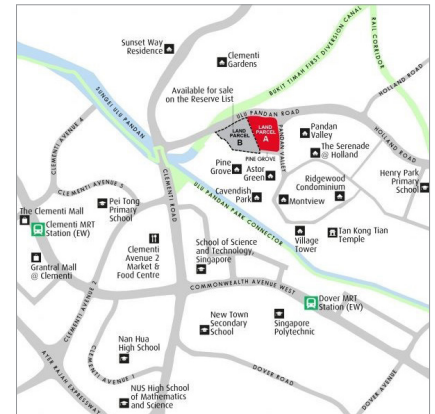 Sunset Way
Residence
Clementi
Gardens
BUKIT TIMAH FIRST DIVERSION CANAL
RAIL CORRIDOR
HOLLAND ROAD
Available for sale
on the Reserve List
SUNGEI ULU PANDAN
ULU PANDAN ROAD
LAND
PARCEL
A
LAND
PARCEL
B
PINE GROVE
PANDAN VALLEY
Pandan
Valley
HOLLAND ROAD
The Serenade
@ Holland
CLEMENTI AVENUE 4
Pine
Grove
Astor
Green
Ridgewood
Condominium
Henry Park
Primary
School
CLEMENTI AVENUE 5
CLEMENTI ROAD
ULU PANDAN PARK CONNECTOR
Cavendish
Park
Montview
Pei Tong
Primary
School
The Clementi Mall
Clementi MRT
Station (EW)
Clementi
Avenue 2
Market &
Food Centre
School of Science
and Technology,
Singapore
Village
Tower
Tan Kong Tian
Temple
Grantral Mall
@ Clementi
COMMONWEALTH AVENUE WEST
CLEMENTI AVENUE 2
Dover MRT
Station (EW)
New Town
Secondary
School
Singapore
Polytechnic
Nan Hua
High School
AYER RAJAH EXPRESSWAY
CLEMENTI AVENUE 1
DOVER ROAD
DOVER AVENUE
NUS High School
of Mathematics
and Science